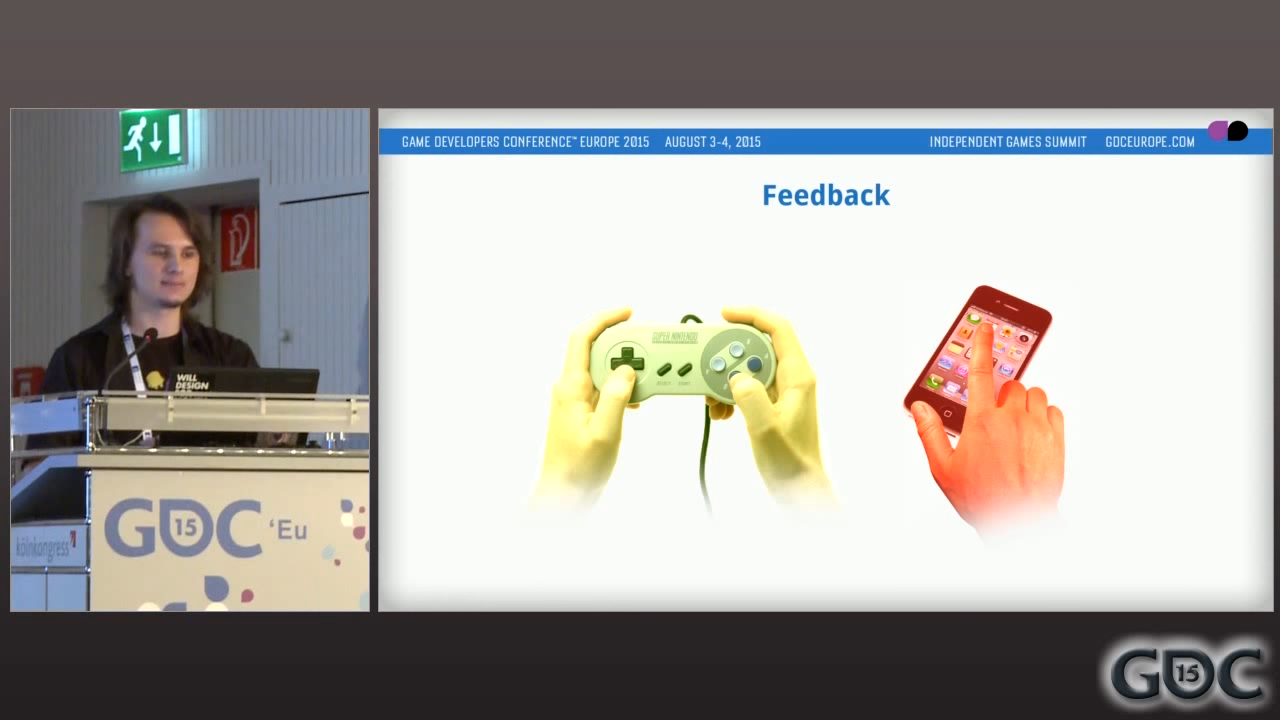 GAME DEVELOPERS CONFERENCE™ EUROPE 2015 AUGUST 3-4, 2015 INDEPENDENT GAMES SUMMIT GDCEUROPE.COM
Feedback
SUPER NINTENDO
WILL
DESIGN
GDC 15 'Eu
kölnkongress
GDC 15